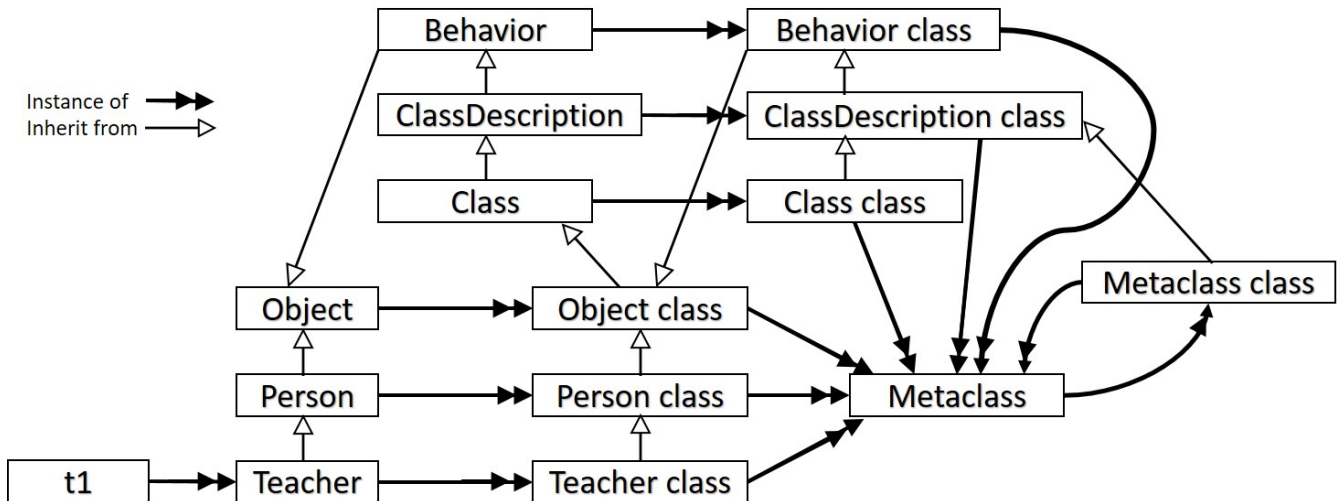 Behavior
Behavior class
Instance of
Inherit from
ClassDescription
ClassDescription class
Class
Class class
Metaclass class
Object
Object class
Person
Person class
Metaclass
t1
Teacher
Teacher class